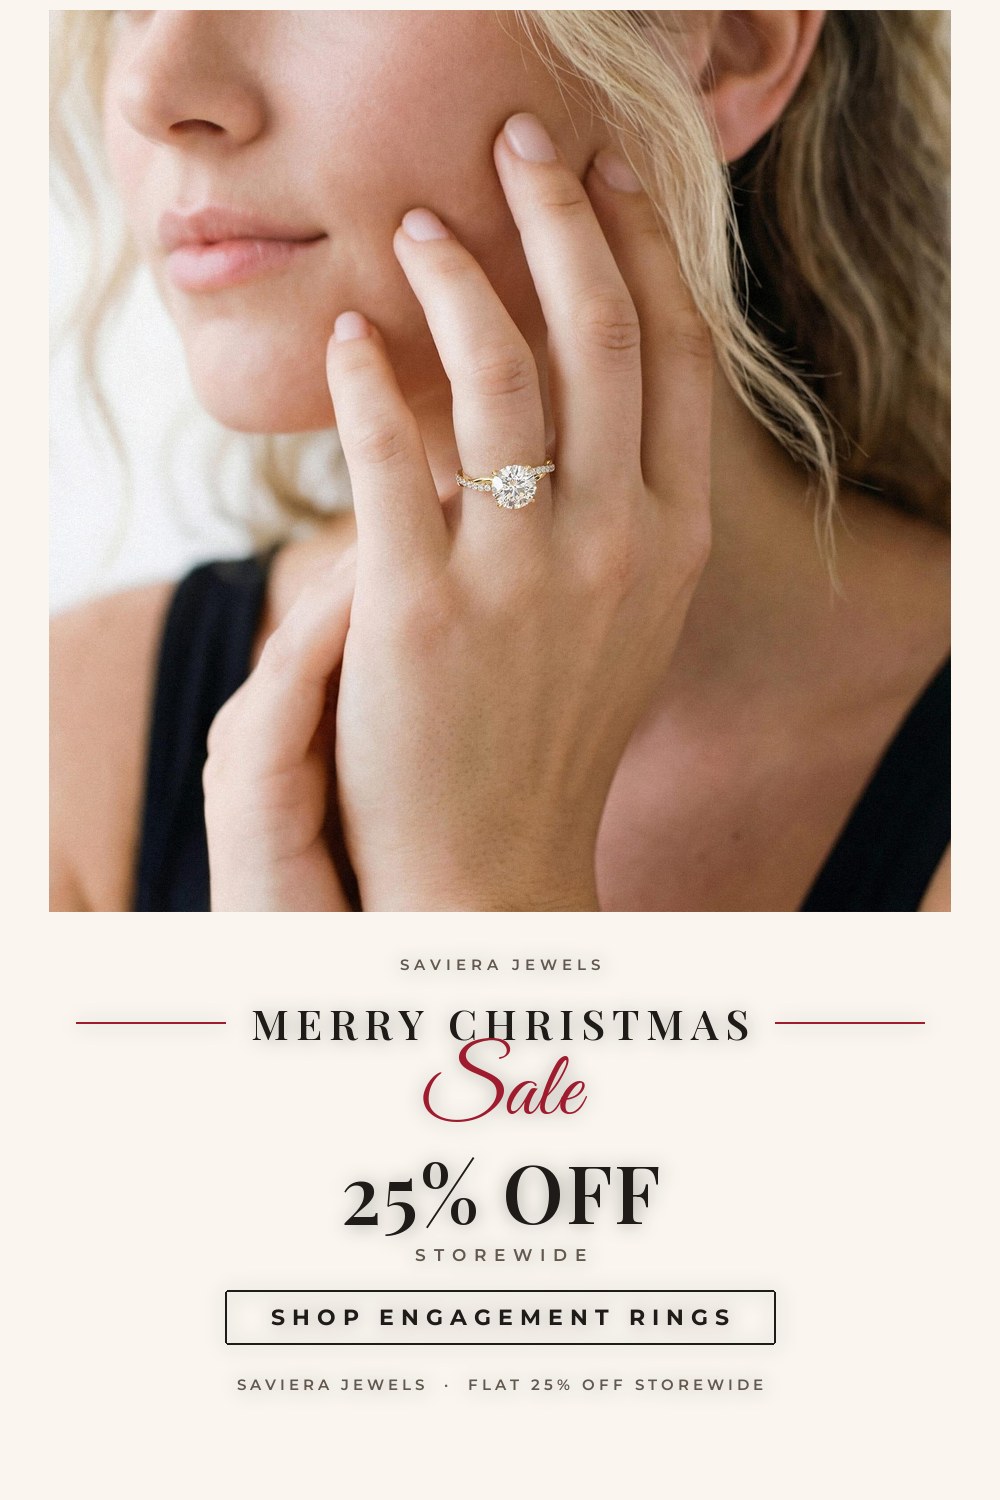 SAVIERA JEWELS
MERRY CHRISTMAS
Sale
25% OFF
STOREWIDE
SHOP ENGAGEMENT RINGS
SAVIERA JEWELS · FLAT 25% OFF STOREWIDE